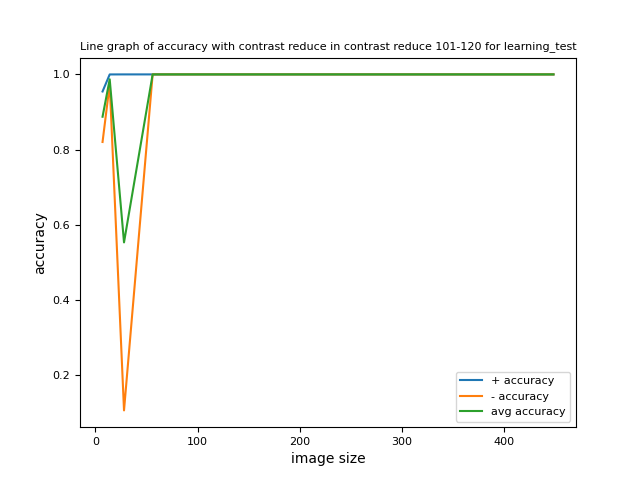 Line graph of accuracy with contrast reduce in contrast reduce 101-120 for learning_test
1.0
0.8
0.6
0.4
0.2
accuracy
0
100
200
300
400
image size
+ accuracy
- accuracy
avg accuracy